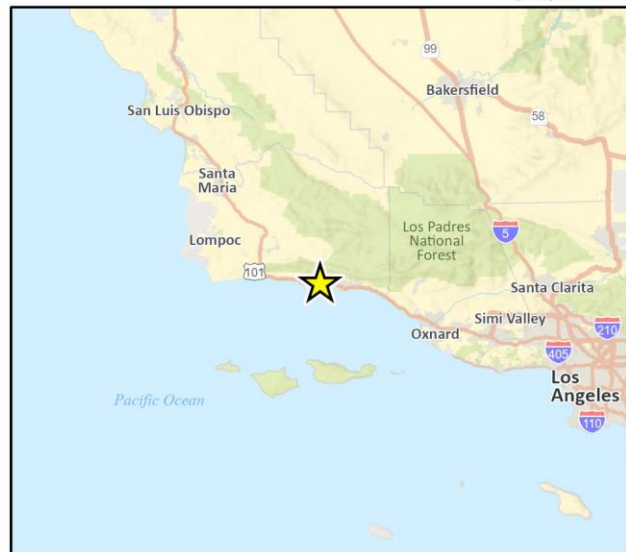 99
Bakersfield
58
San Luis Obispo
Santa
Maria
Los Padres
National
Forest
5
Lompoc
101
Santa Clarita
Simi Valley
210
Oxnard
405
Los
Angeles
Pacific Ocean
110